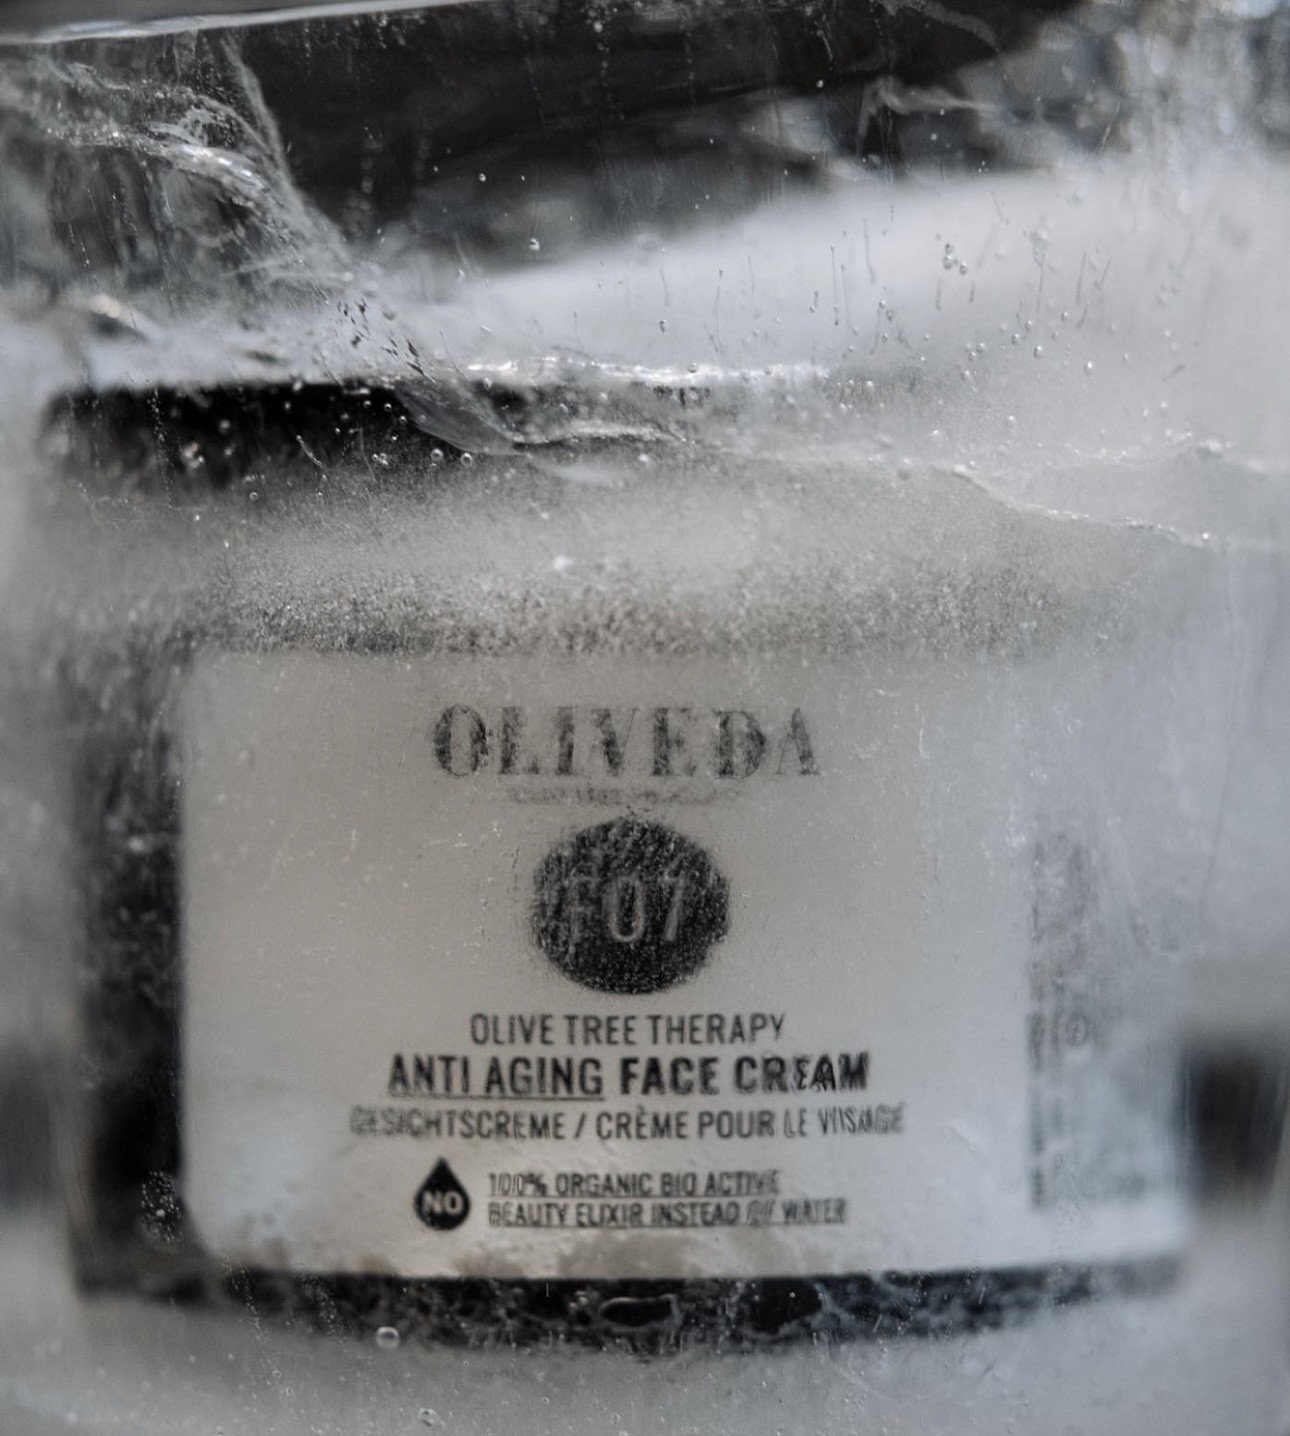 OLIVEDA
F07
OLIVE TREE THERAPY
ANTI AGING FACE CREAM
GESICHTSCREME / CRÈME POUR LE VISAGE
NO
100% ORGANIC BIO ACTIVE
BEAUTY ELIXIR INSTEAD OF WATER